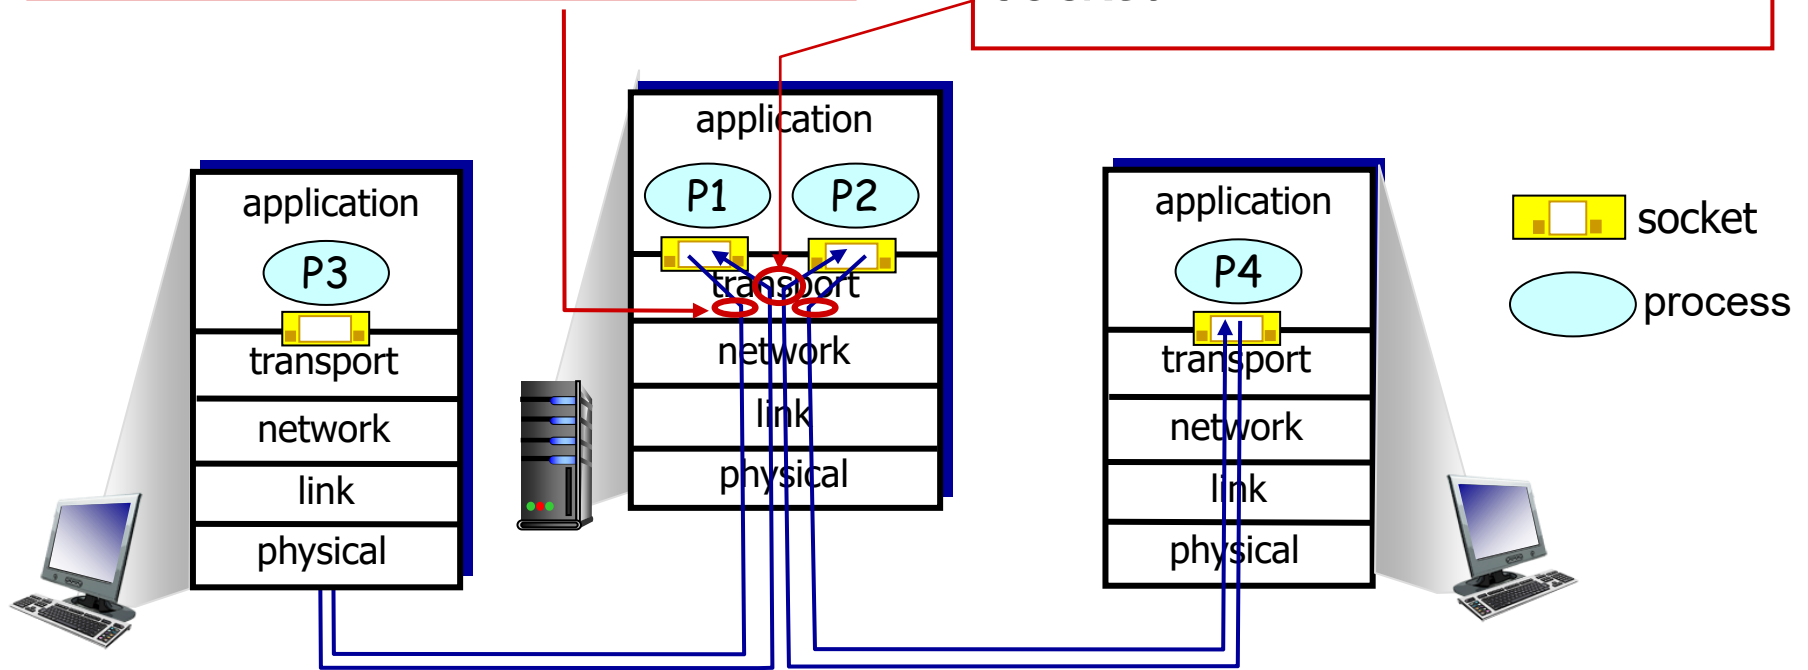 application
P1
P2
transport
network
link
physical
application
P3
transport
network
link
physical
application
P4
transport
network
link
physical
socket
process